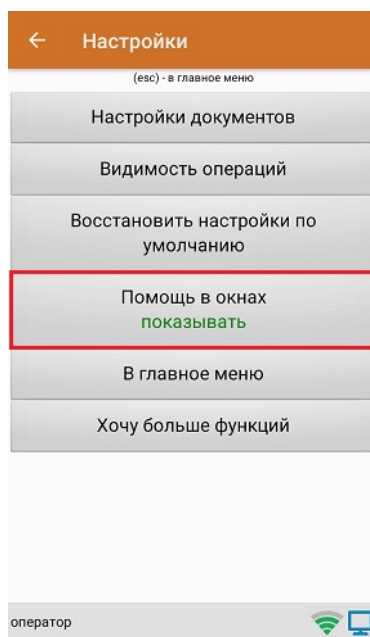 Настройки
(esc) - в главное меню
Настройки документов
Видимость операций
Восстановить настройки по
умолчанию
Помощь в окнах
показывать
В главное меню
Хочу больше функций
оператор